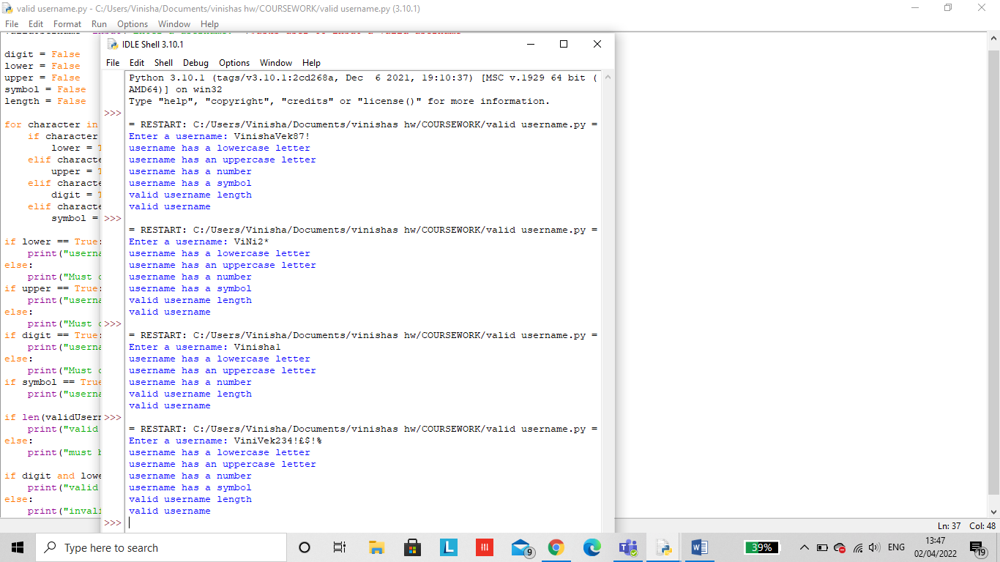 valid username.py - C:/Users/Vinisha/Documents/vinishas hw/COURSEWORK/valid username.py (3.10.1)
File Edit Format Run Options Window Help
digit = False
lower = False
upper = False
symbol = False
length = False
for character in
if character
lower =
elif characte
upper =
elif characte
digit =
elif characte
symbol =
if lower == True:
print("userna
else:
print("Must
if upper == True:
print("userna
else:
print("Must
if digit == True:
print("userna
else:
print("Must
if symbol == True
print("userna
if len(validUser
print("valid
else:
print("must
if digit and lowe
print("valid
else:
print("invali
IDLE Shell 3.10.1
File Edit Shell Debug Options Window Help
Python 3.10.1 (tags/v3.10.1:2cd268a, Dec  6 2021, 19:10:37) [MSC v.1929 64 bit (
AMD64)] on win32
Type "help", "copyright", "credits" or "license()" for more information.
>>>
= RESTART: C:/Users/Vinisha/Documents/vinishas hw/COURSEWORK/valid username.py =
Enter a username: VinishaVek87!
username has a lowercase letter
username has an uppercase letter
username has a number
username has a symbol
valid username length
valid username
>>>
= RESTART: C:/Users/Vinisha/Documents/vinishas hw/COURSEWORK/valid username.py =
Enter a username: ViNi2*
username has a lowercase letter
username has an uppercase letter
username has a number
username has a symbol
valid username length
valid username
>>>
= RESTART: C:/Users/Vinisha/Documents/vinishas hw/COURSEWORK/valid username.py =
Enter a username: Vinisha1
username has a lowercase letter
username has an uppercase letter
username has a number
valid username length
valid username
>>>
= RESTART: C:/Users/Vinisha/Documents/vinishas hw/COURSEWORK/valid username.py =
Enter a username: ViniVek234!£$!%
username has a lowercase letter
username has an uppercase letter
username has a number
username has a symbol
valid username length
valid username
>>>
Ln: 37 Col: 48
Type here to search
L
9
39%
ENG
13:47
02/04/2022
19